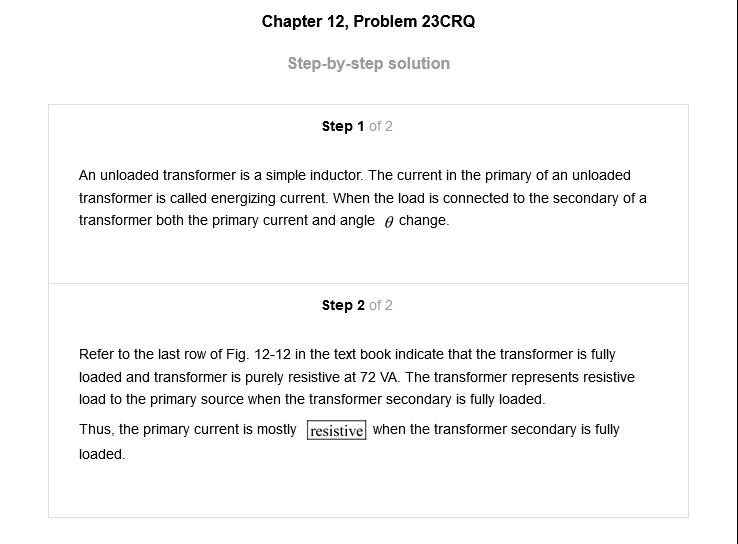 Chapter 12, Problem 23CRQ
Step-by-step solution
Step 1 of 2
An unloaded transformer is a simple inductor. The current in the primary of an unloaded
transformer is called energizing current. When the load is connected to the secondary of a
transformer both the primary current and angle θ change.
Step 2 of 2
Refer to the last row of Fig. 12-12 in the text book indicate that the transformer is fully
loaded and transformer is purely resistive at 72 VA. The transformer represents resistive
load to the primary source when the transformer secondary is fully loaded.
Thus, the primary current is mostly resistive when the transformer secondary is fully
loaded.